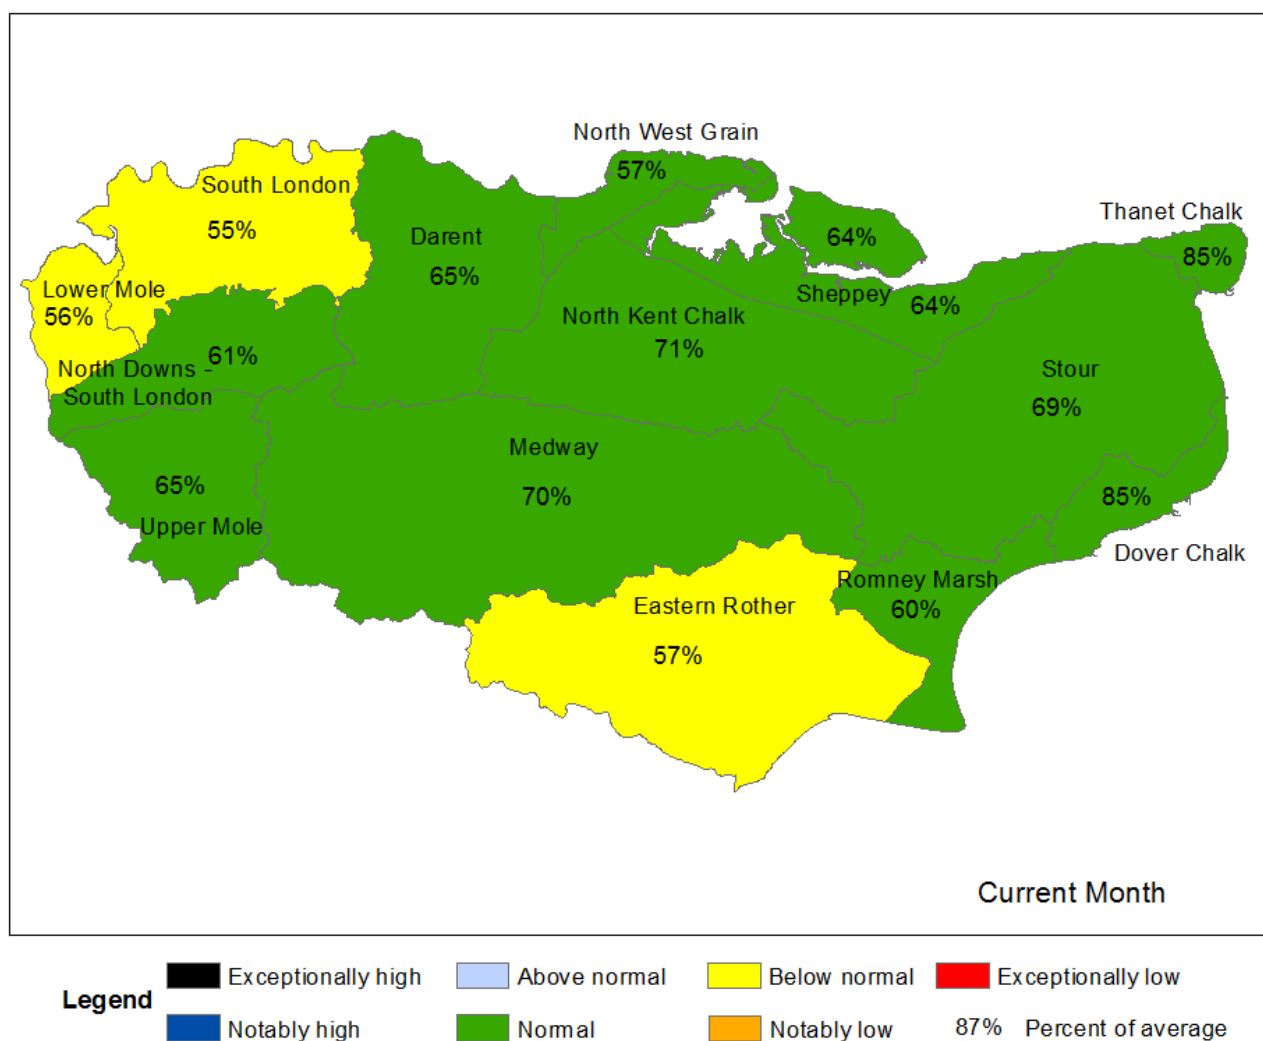 North West Grain
57%
South London
55%
Thanet Chalk
85%
Darent
65%
64%
Lower Mole
56%
Sheppey
64%
North Kent Chalk
71%
61%
North Downs -
South London
Stour
69%
Medway
70%
65%
Upper Mole
85%
Dover Chalk
Romney Marsh
60%
Eastern Rother
57%
Current Month
Legend
Exceptionally high
Above normal
Below normal
Exceptionally low
Notably high
Normal
Notably low
87% Percent of average